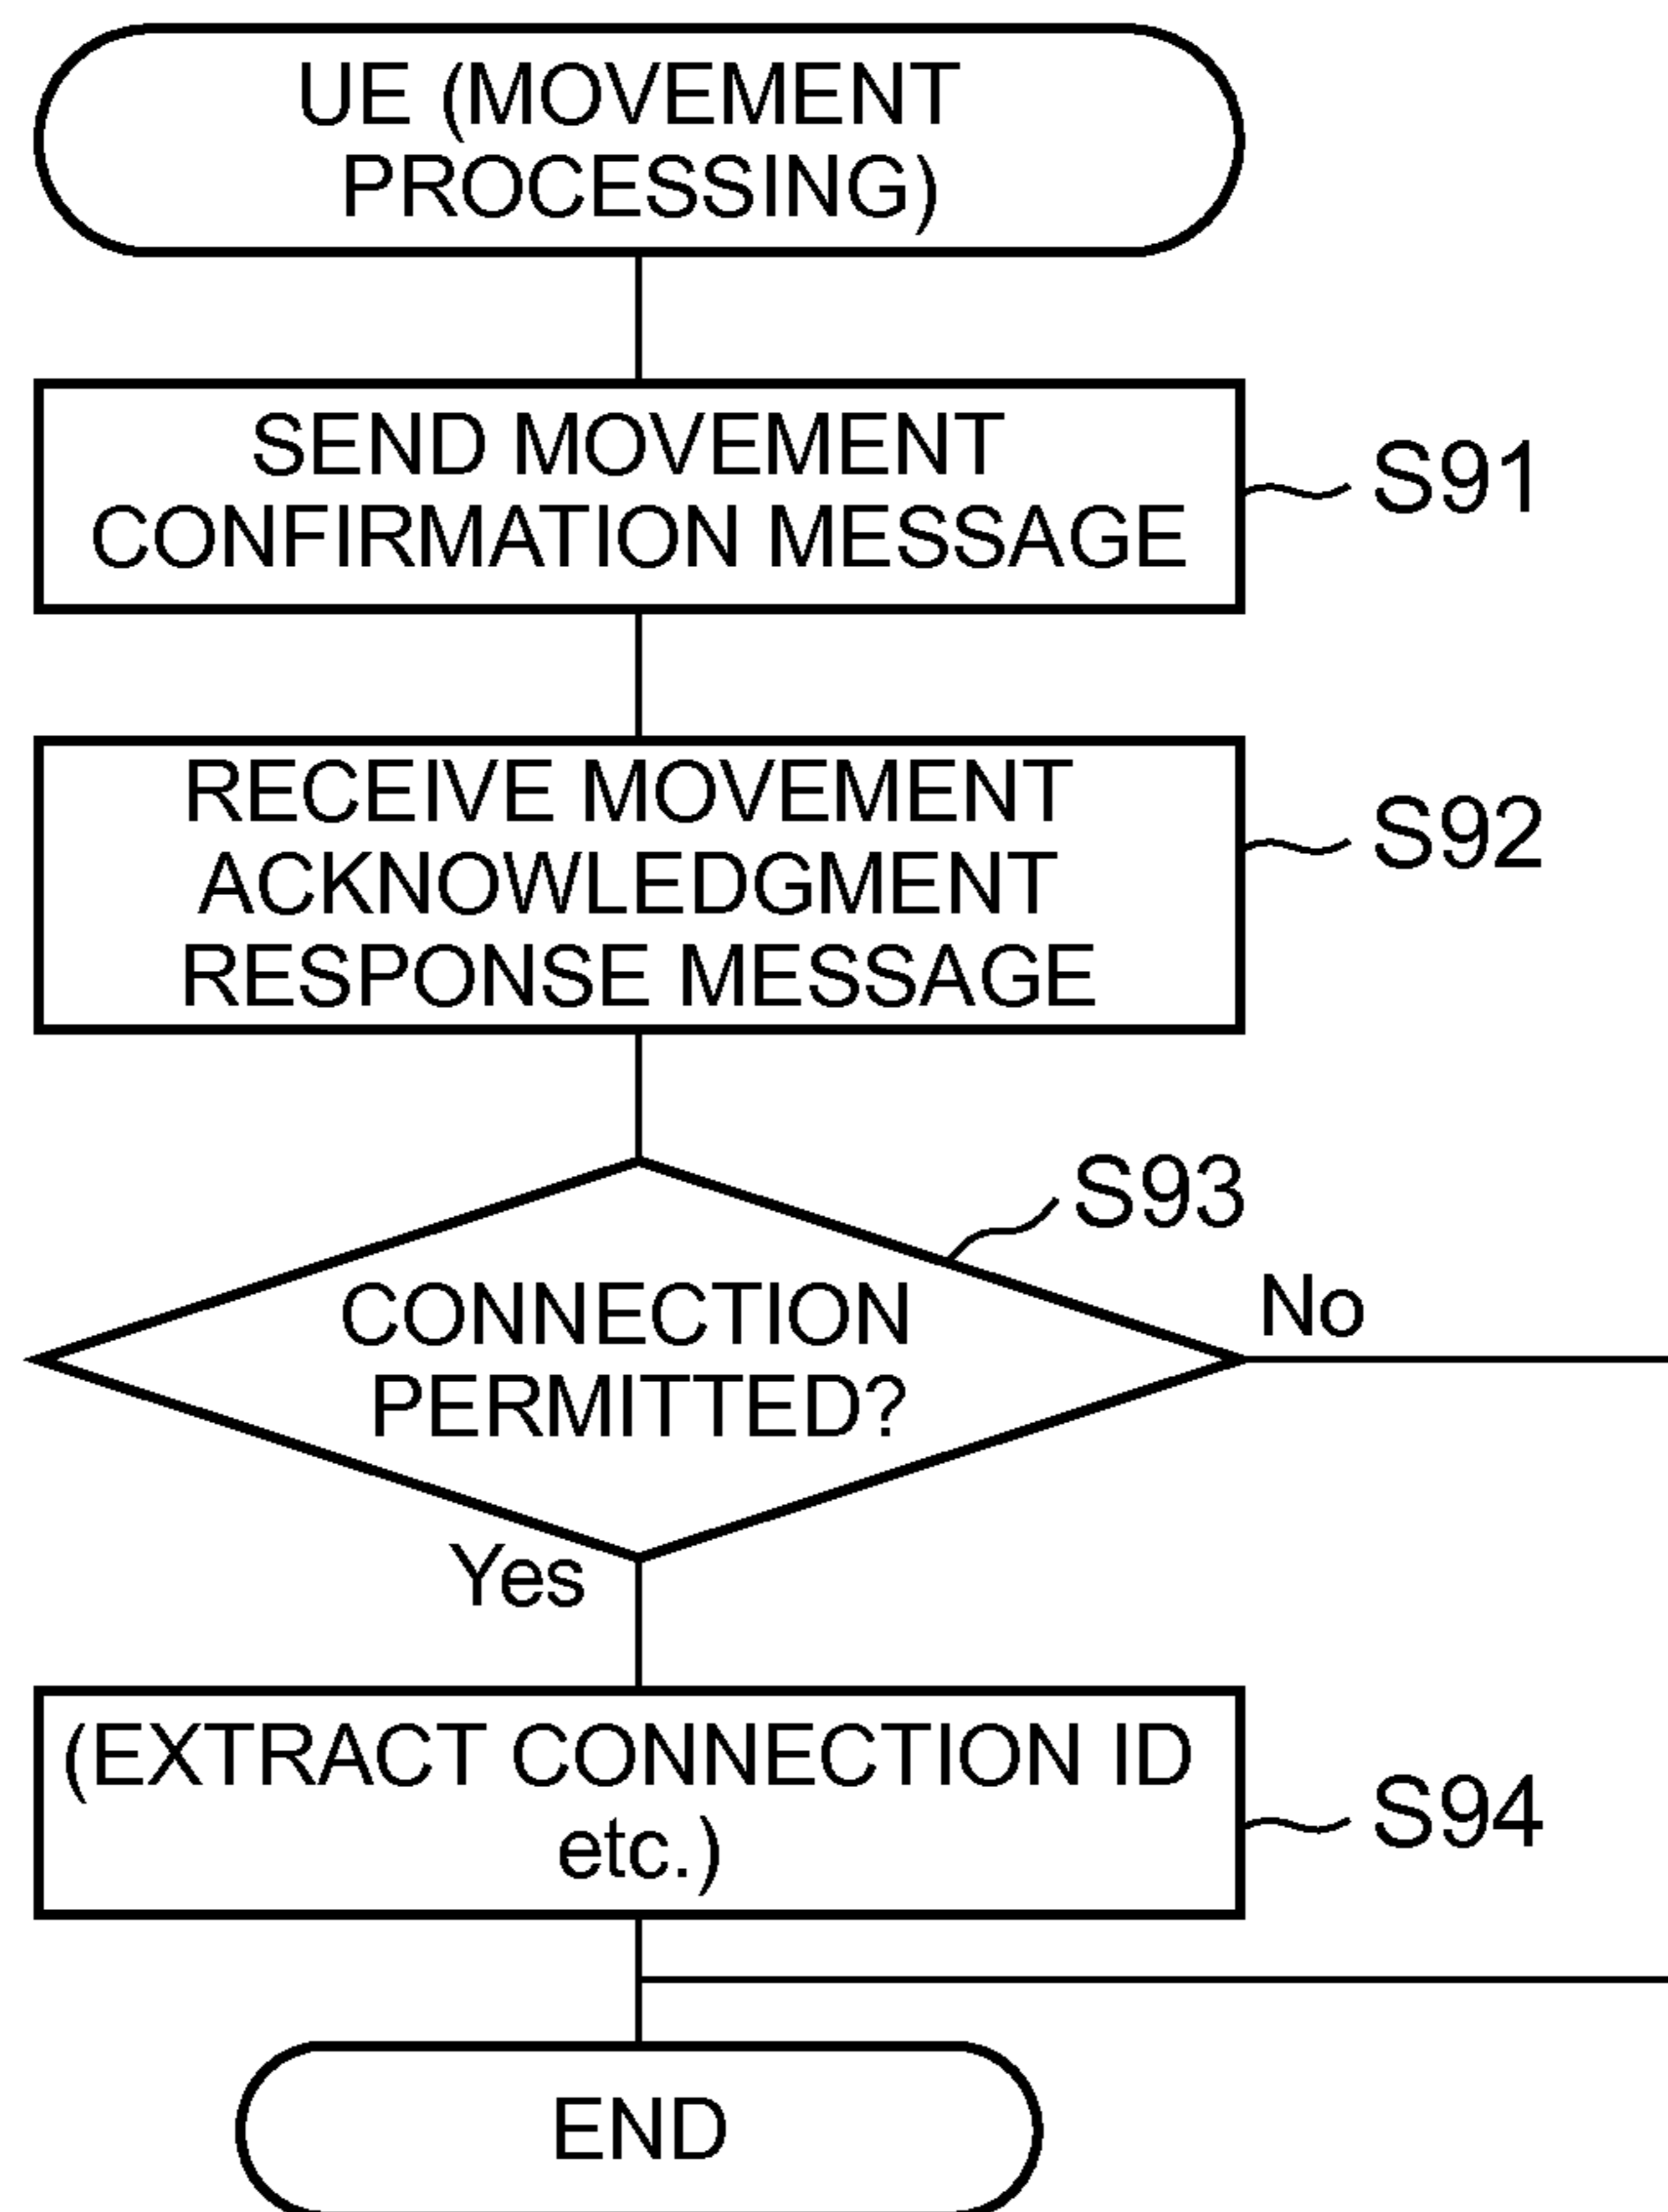 UE (MOVEMENT
PROCESSING)
SEND MOVEMENT
CONFIRMATION MESSAGE
S91
RECEIVE MOVEMENT
ACKNOWLEDGMENT
RESPONSE MESSAGE
S92
S93
CONNECTION
PERMITTED?
No
Yes
(EXTRACT CONNECTION ID
etc.)
S94
END